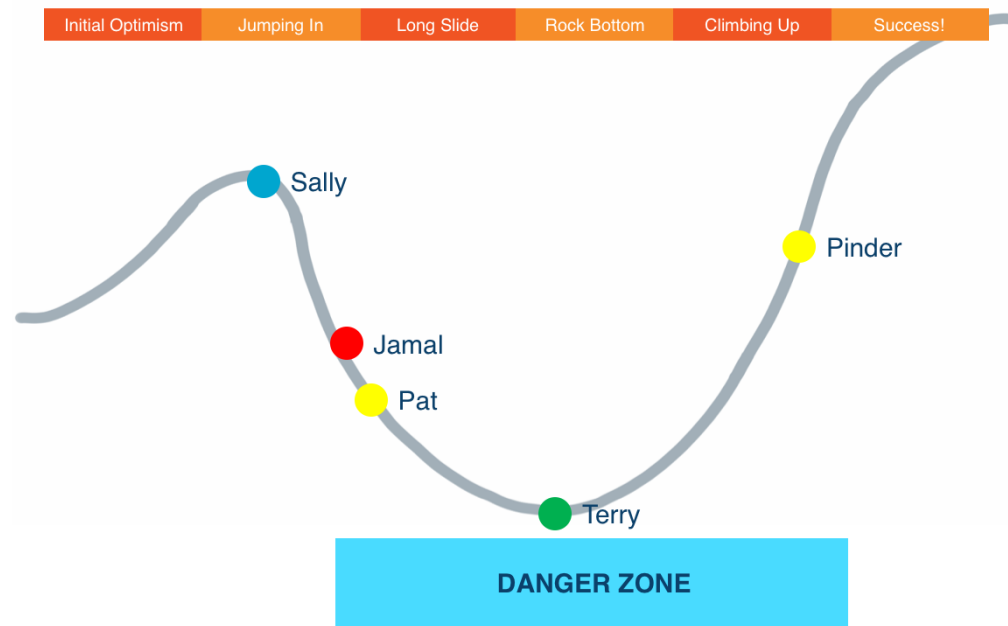 Initial Optimism
Jumping In
Long Slide
Rock Bottom
Climbing Up
Success!
Sally
Pinder
Jamal
Pat
Terry
DANGER ZONE